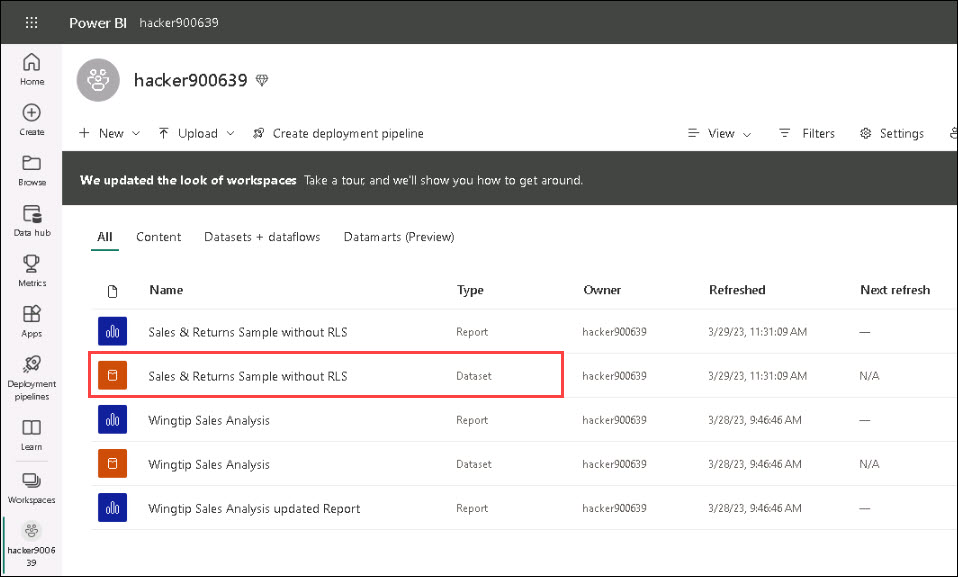 Power BI hacker900639
hacker900639
New Upload Create deployment pipeline View Filters Settings
We updated the look of workspaces Take a tour, and we'll show you how to get around.
All Content Datasets + dataflows Datamarts (Preview)
Name Type Owner Refreshed Next refresh
Sales & Returns Sample without RLS Report hacker900639 3/29/23, 11:31:09 AM —
Sales & Returns Sample without RLS Dataset hacker900639 3/29/23, 11:31:09 AM N/A
Wingtip Sales Analysis Report hacker900639 3/28/23, 9:46:46 AM —
Wingtip Sales Analysis Dataset hacker900639 3/28/23, 9:46:46 AM N/A
Wingtip Sales Analysis updated Report Report hacker900639 3/28/23, 9:46:46 AM —
Home
Create
Browse
Data hub
Metrics
Apps
Deployment
pipelines
Learn
Workspaces
hacker9006
39